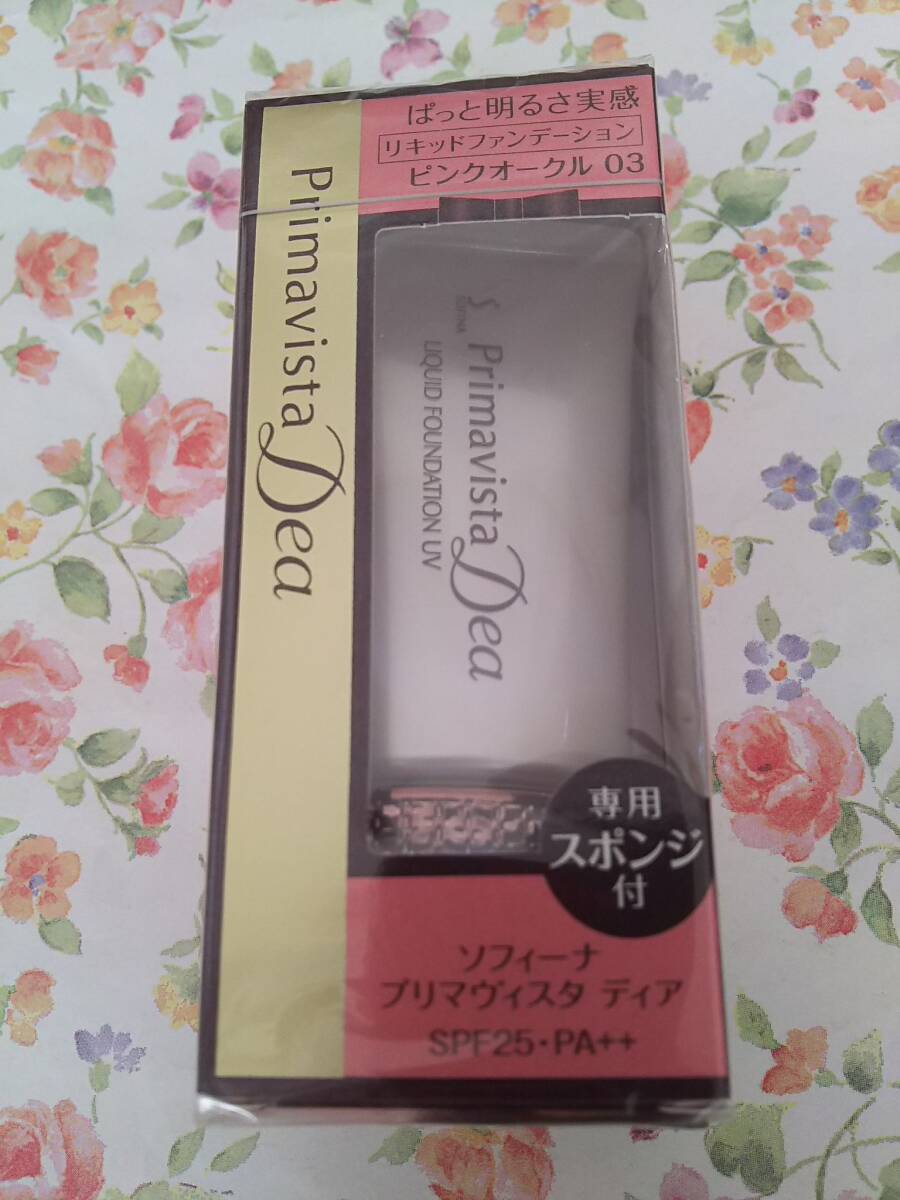 ぱっと明るさ実感
リキッドファンデーション
ピンクオークル 03
Primavista Dea
SOFINA
Primavista Dea
LIQUID FOUNDATION UV
専用
スポンジ
付
ソフィーナ
プリマヴィスタ ディア
SPF25・PA++